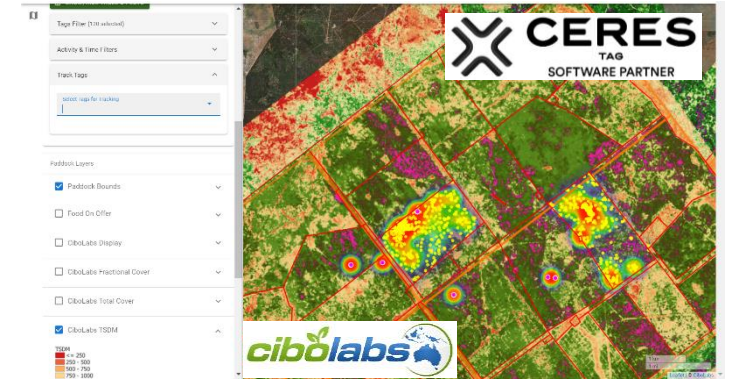 Tags Filter (100 selected)
Activity & Time Filters
Track Tags
Select Tags for Tracking
Paddock Layers
Paddock Bounds
Food On Offer
CiboLabs Display
CiboLabs Fractional Cover
CiboLabs Total Cover
CiboLabs TSDM
TSDM
<= 250
250 - 500
500 - 750
750 - 1000
CERES
TAG
SOFTWARE PARTNER
cibolabs